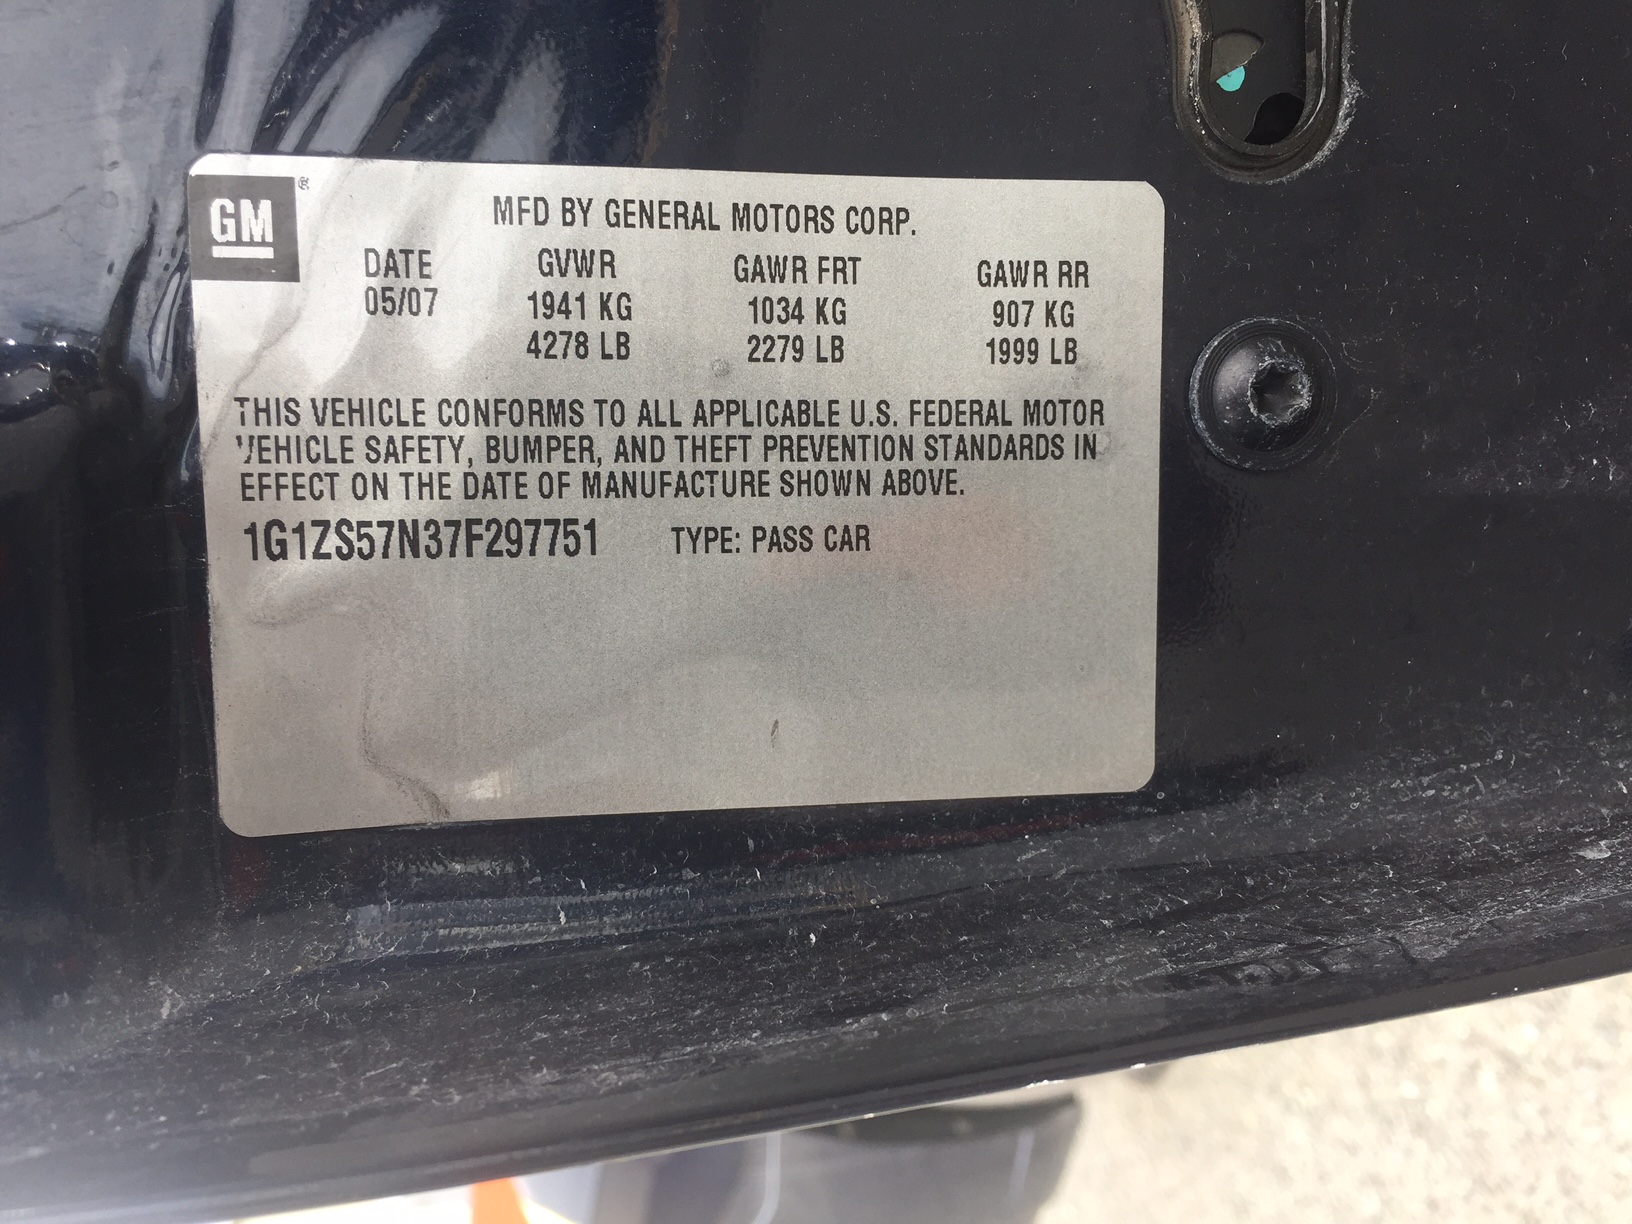 GM®
MFD BY GENERAL MOTORS CORP.
DATE GVWR GAWR FRT GAWR RR
05/07 1941 KG 1034 KG 907 KG
4278 LB 2279 LB 1999 LB
THIS VEHICLE CONFORMS TO ALL APPLICABLE U.S. FEDERAL MOTOR
VEHICLE SAFETY, BUMPER, AND THEFT PREVENTION STANDARDS IN
EFFECT ON THE DATE OF MANUFACTURE SHOWN ABOVE.
1G1ZS57N37F297751 TYPE: PASS CAR